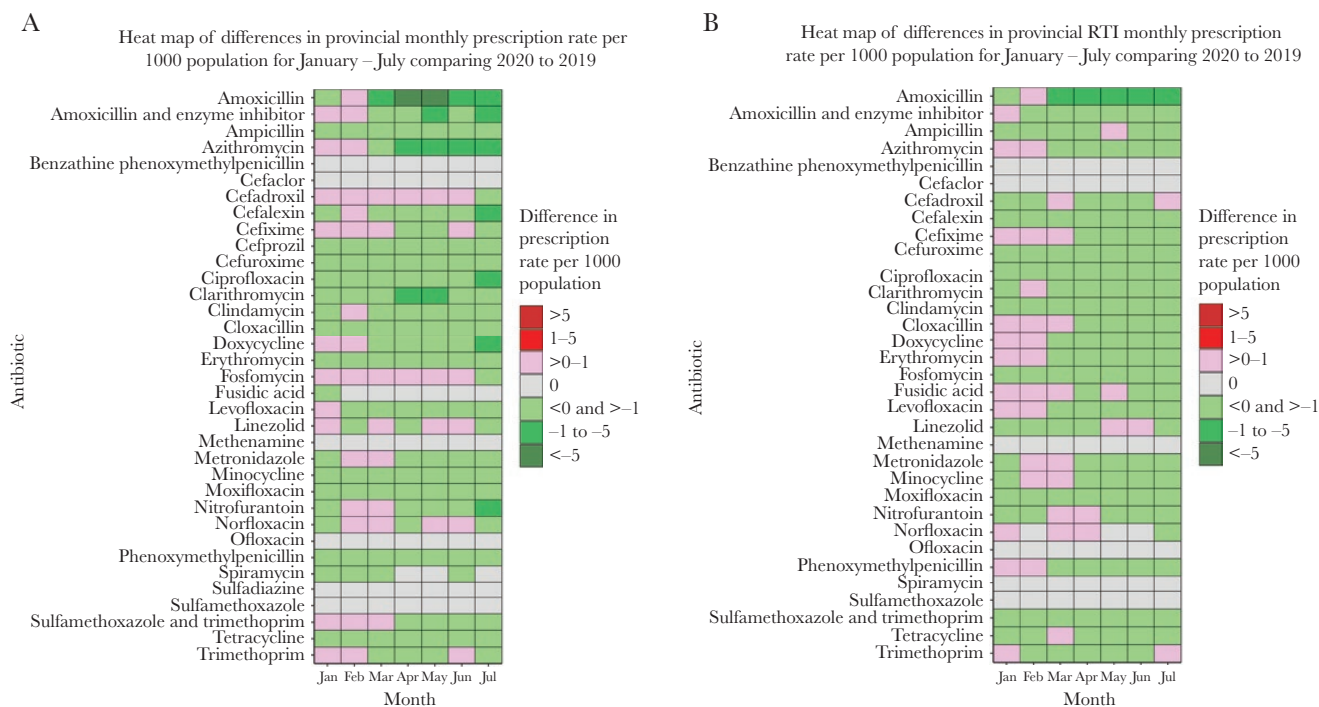 A
Heat map of differences in provincial monthly prescription rate per
1000 population for January – July comparing 2020 to 2019
Antibiotic
Amoxicillin
Amoxicillin and enzyme inhibitor
Ampicillin
Azithromycin
Benzathine phenoxymethylpenicillin
Cefaclor
Cefadroxil
Cefalexin
Cefixime
Cefprozil
Cefuroxime
Ciprofloxacin
Clarithromycin
Clindamycin
Cloxacillin
Doxycycline
Erythromycin
Fosfomycin
Fusidic acid
Levofloxacin
Linezolid
Methenamine
Metronidazole
Minocycline
Moxifloxacin
Nitrofurantoin
Norfloxacin
Ofloxacin
Phenoxymethylpenicillin
Spiramycin
Sulfadiazine
Sulfamethoxazole
Sulfamethoxazole and trimethoprim
Tetracycline
Trimethoprim
Jan Feb Mar Apr May Jun Jul
Month
Difference in
prescription
rate per 1000
population
>5
1–5
>0–1
0
<0 and >–1
–1 to –5
<–5
B
Heat map of differences in provincial RTI monthly prescription
rate per 1000 population for January – July comparing 2020 to 2019
Antibiotic
Amoxicillin
Amoxicillin and enzyme inhibitor
Ampicillin
Azithromycin
Benzathine phenoxymethylpenicillin
Cefaclor
Cefadroxil
Cefalexin
Cefixime
Cefuroxime
Ciprofloxacin
Clarithromycin
Clindamycin
Cloxacillin
Doxycycline
Erythromycin
Fosfomycin
Fusidic acid
Levofloxacin
Linezolid
Methenamine
Metronidazole
Minocycline
Moxifloxacin
Nitrofurantoin
Norfloxacin
Ofloxacin
Phenoxymethylpenicillin
Spiramycin
Sulfamethoxazole
Sulfamethoxazole and trimethoprim
Tetracycline
Trimethoprim
Jan Feb Mar Apr May Jun Jul
Month
Difference in
prescription
rate per 1000
population
>5
1–5
>0–1
0
<0 and >–1
–1 to –5
<–5